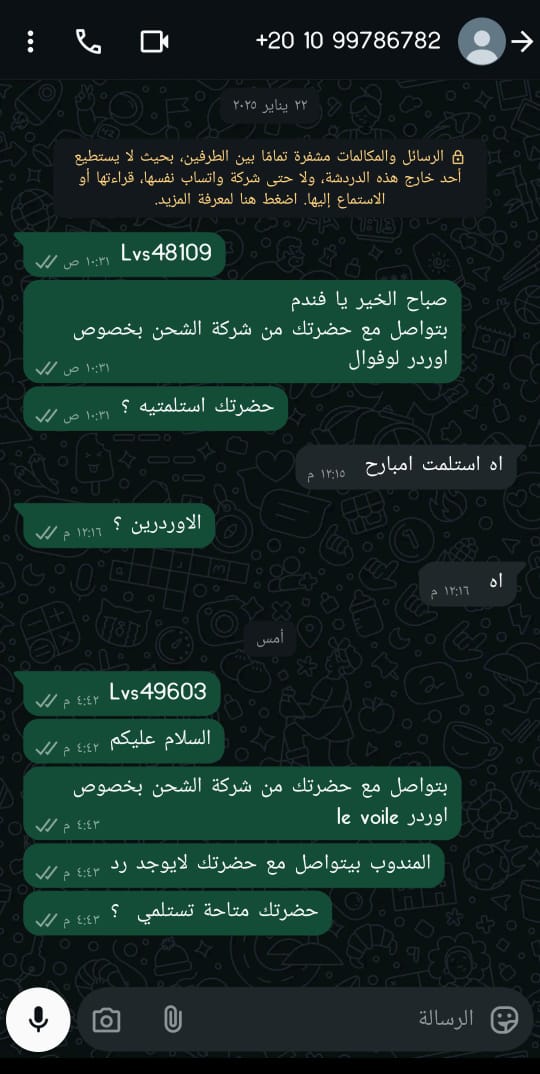 +20 10 99786782
٢٢ يناير ٢٠٢٥
الرسائل والمكالمات مشفرة تمامًا بين الطرفين، بحيث لا يستطيع
أحد خارج هذه الدردشة، ولا حتى شركة واتساب نفسها، قراءتها أو
الاستماع إليها. اضغط هنا لمعرفة المزيد.
Lvs48109 ١٠:٣١ ص
صباح الخير يا فندم
بتواصل مع حضرتك من شركة الشحن بخصوص
اوردر لوفوال ١٠:٣١ ص
حضرتك استلمتيه ؟ ١٠:٣١ ص
اه استلمت امبارح ١٢:١٥ م
الاوردرين ؟ ١٢:١٦ م
اه ١٢:١٦ م
أمس
Lvs49603 ٤:٤٢ م
السلام عليكم ٤:٤٢ م
بتواصل مع حضرتك من شركة الشحن بخصوص
اوردر le voile ٤:٤٣ م
المندوب بيتواصل مع حضرتك لايوجد رد ٤:٤٣ م
حضرتك متاحة تستلمي ؟ ٤:٤٣ م
الرسالة